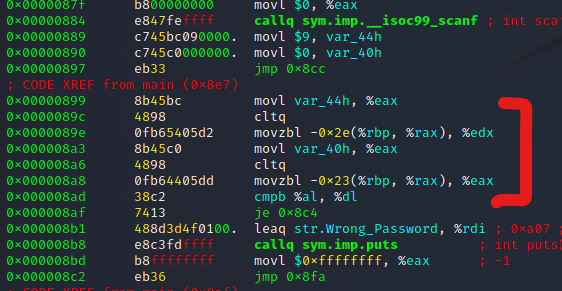 0×0000087f b800000000 movl $0, %eax
0×00000884 e847feffff callq sym.imp.__isoc99_scanf ; int sca
0×00000889 c745bc090000. movl $9, var_44h
0×00000890 c745c0000000. movl $0, var_40h
0×00000897 eb33 jmp 0×8cc
; CODE XREF from main (0×8e7)
0×00000899 8b45bc movl var_44h, %eax
0×0000089c 4898 cltq
0×0000089e 0fb65405d2 movzbl -0×2e(%rbp, %rax), %edx
0×000008a3 8b45c0 movl var_40h, %eax
0×000008a6 4898 cltq
0×000008a8 0fb64405dd movzbl -0×23(%rbp, %rax), %eax
0×000008ad 38c2 cmpb %al, %dl
0×000008af 7413 je 0×8c4
0×000008b1 488d3d4f0100. leaq str.Wrong_Password, %rdi ; 0×a07 ;
0×000008b8 e8c3fdffff callq sym.imp.puts ; int puts(
0×000008bd b8ffffffff movl $0×ffffffff, %eax ; -1
0×000008c2 eb36 jmp 0×8fa
; CODE XREF from main (0×8af)